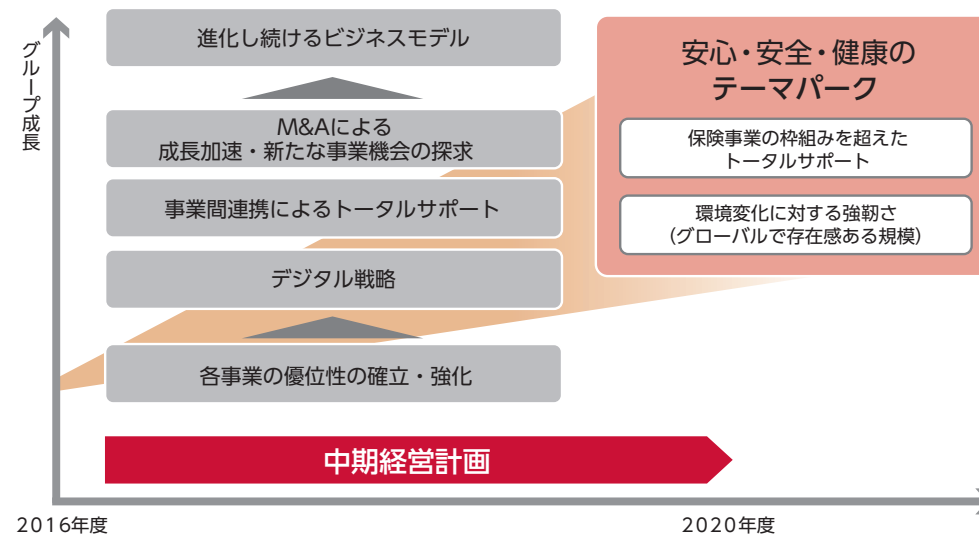 グループ成長
進化し続けるビジネスモデル
M&Aによる
成長加速・新たな事業機会の探求
事業間連携によるトータルサポート
デジタル戦略
各事業の優位性の確立・強化
安心・安全・健康の
テーマパーク
保険事業の枠組みを超えた
トータルサポート
環境変化に対する強靭さ
(グローバルで存在感ある規模)
中期経営計画
2016年度
2020年度